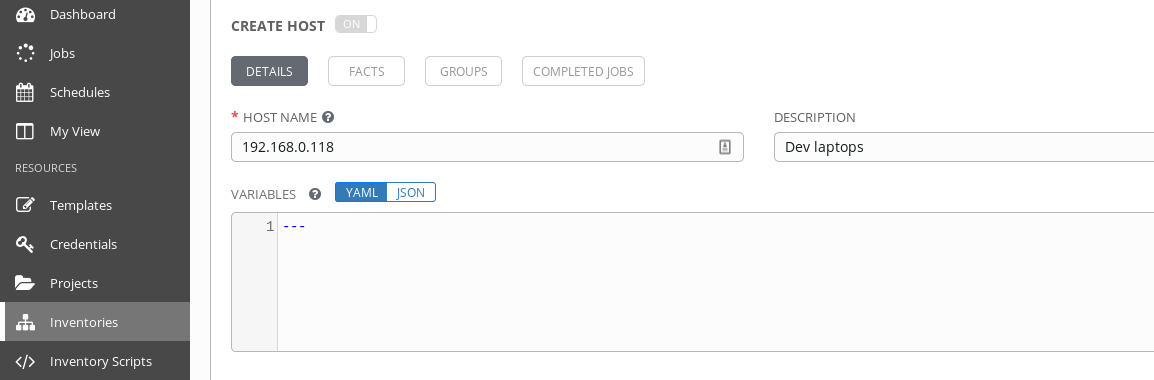 Dashboard
Jobs
Schedules
My View
RESOURCES
Templates
Credentials
Projects
Inventories
Inventory Scripts
CREATE HOST ON
DETAILS FACTS GROUPS COMPLETED JOBS
* HOST NAME ? DESCRIPTION
192.168.0.118 Dev laptops
VARIABLES ? YAML JSON
1 ---